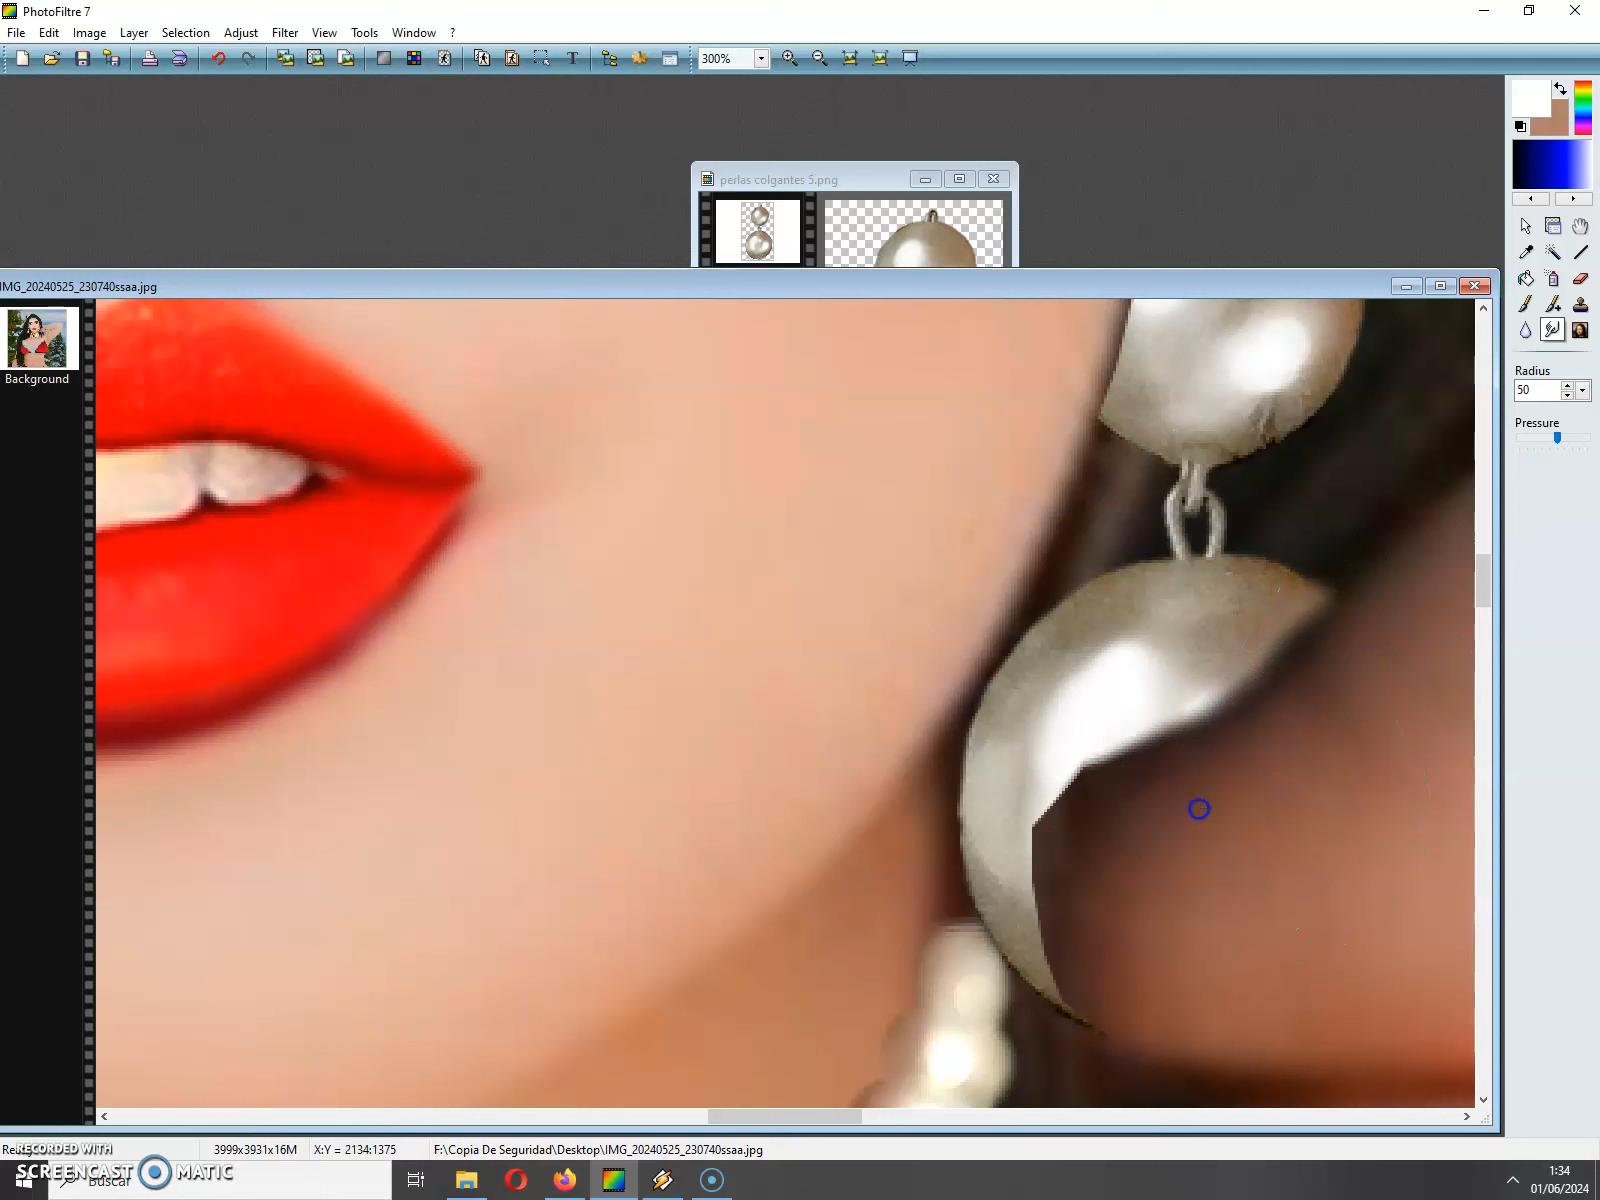 PhotoFiltre 7
File Edit Image Layer Selection Adjust Filter View Tools Window ?
300%
perlas colgantes 5.png
IMG_20240525_230740ssaa.jpg
Background
Radius
50
Pressure
3999x3931x16M X:Y = 2134:1375 F:\Copia De Seguridad\Desktop\IMG_20240525_230740ssaa.jpg
RECORDED WITH
SCREENCAST MATIC
Buscar
1:34
01/06/2024